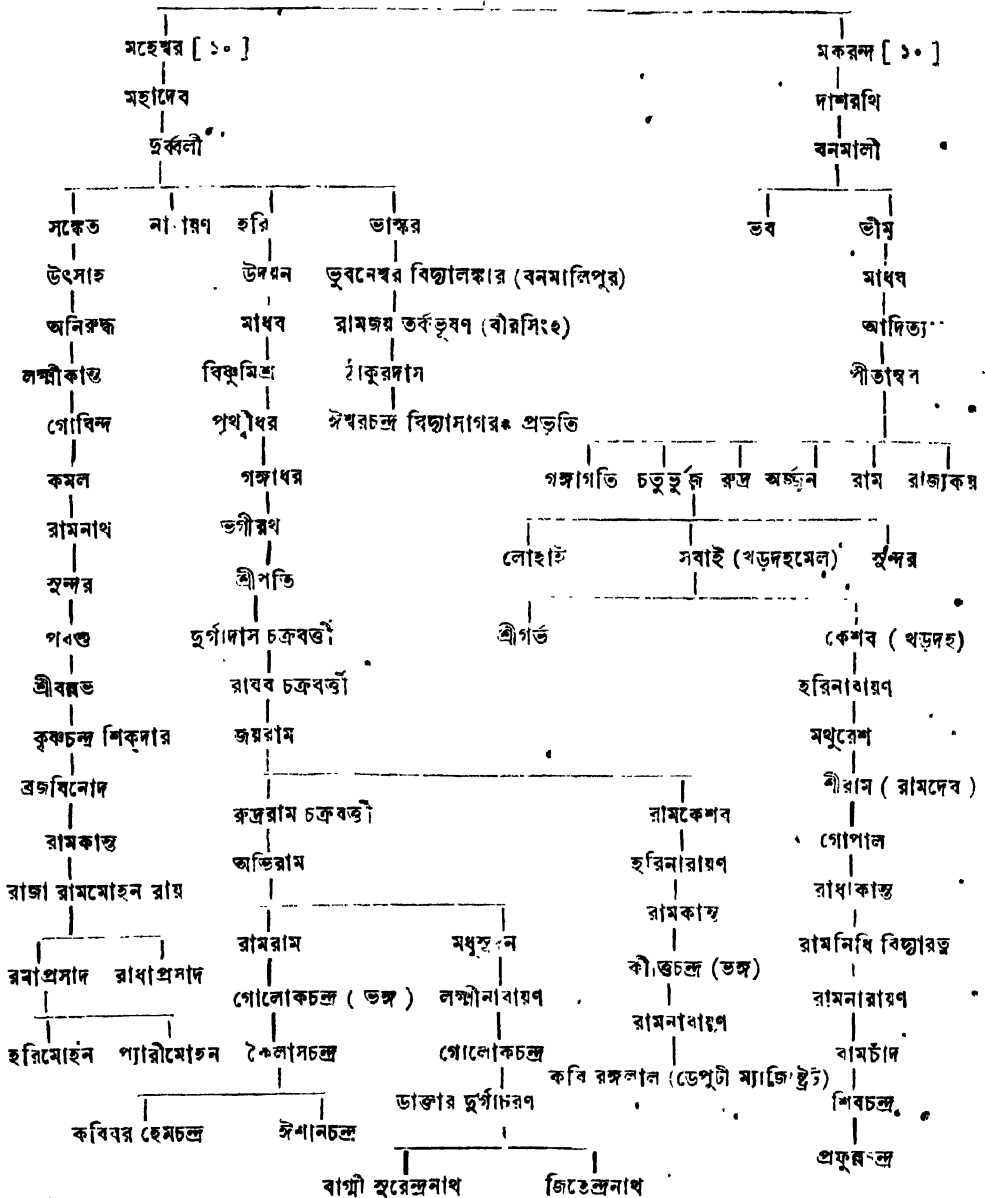 মহেশ্বর [ ১০ ] মকরন্দ [ ১০ ]
মহাদেব দাশরথি
দুর্ব্বলী বনমালী
সঙ্কেত নারায়ণ হরি ভাস্কর ভব ভীম
উৎসাহ উদয়ন ভুবনেশ্বর বিদ্যালঙ্কার (বনমালিপুর) মাধব
অনিরুদ্ধ মাধব রামজয় তর্কভূষণ (বীরসিংহ) আদিত্য
লক্ষ্মীকান্ত বিষ্ণুমিশ্র ঠাকুরদাস পীতাম্বর
গোবিন্দ পৃথ্বীধর ঈশ্বরচন্দ্র বিদ্যাসাগর প্রভৃতি
কমল গঙ্গাধর গঙ্গাগতি চতুর্ভুজ রুদ্র অর্জ্জুন রাম
রামনাথ ভগীরথ
লোহাই সবাই (খড়দহমেল) সুন্দর
সুন্দর শ্রীপতি
দুর্গাদাস চক্রবর্ত্তী শ্রীগর্ভ কেশব ( খড়দহ)
শ্রীবল্লভ রাঘব চক্রবর্ত্তী হরিনারায়ণ
কৃষ্ণচন্দ্র শিক্‌দার জয়রাম মথুরেশ
ব্রজবিনোদ শ্রীরাম ( রামদেব )
রুদ্ররাম চক্রবর্ত্তী রামকেশব
রামকান্ত গোপাল
অভিরাম হরিনারায়ণ
রাজা রামমোহন রায় রাধাকান্ত
রামকান্ত
রামরাম মধুসূদন রামনিধি বিদ্যারত্ন
রমাপ্রসাদ রাধাপ্রসাদ কীর্ত্তিচন্দ্র (ভঙ্গ)
গোলোকচন্দ্র ( ভঙ্গ ) লক্ষ্মীনারায়ণ রামনারায়ণ
রামনারায়ণ
হরিমোহন প্যারীমোহন কৈলাসচন্দ্র গোলোকচন্দ্র রামচাঁদ
কবি রঙ্গলাল (ডেপুটী ম্যাজিষ্ট্রেট)
ডাক্তার দুর্গাচরণ শিবচন্দ্র
কবিবর হেমচন্দ্র ঈশানচন্দ্র
প্রফুল্লচন্দ্র
বাগ্মী সুরেন্দ্রনাথ জিতেন্দ্রনাথ